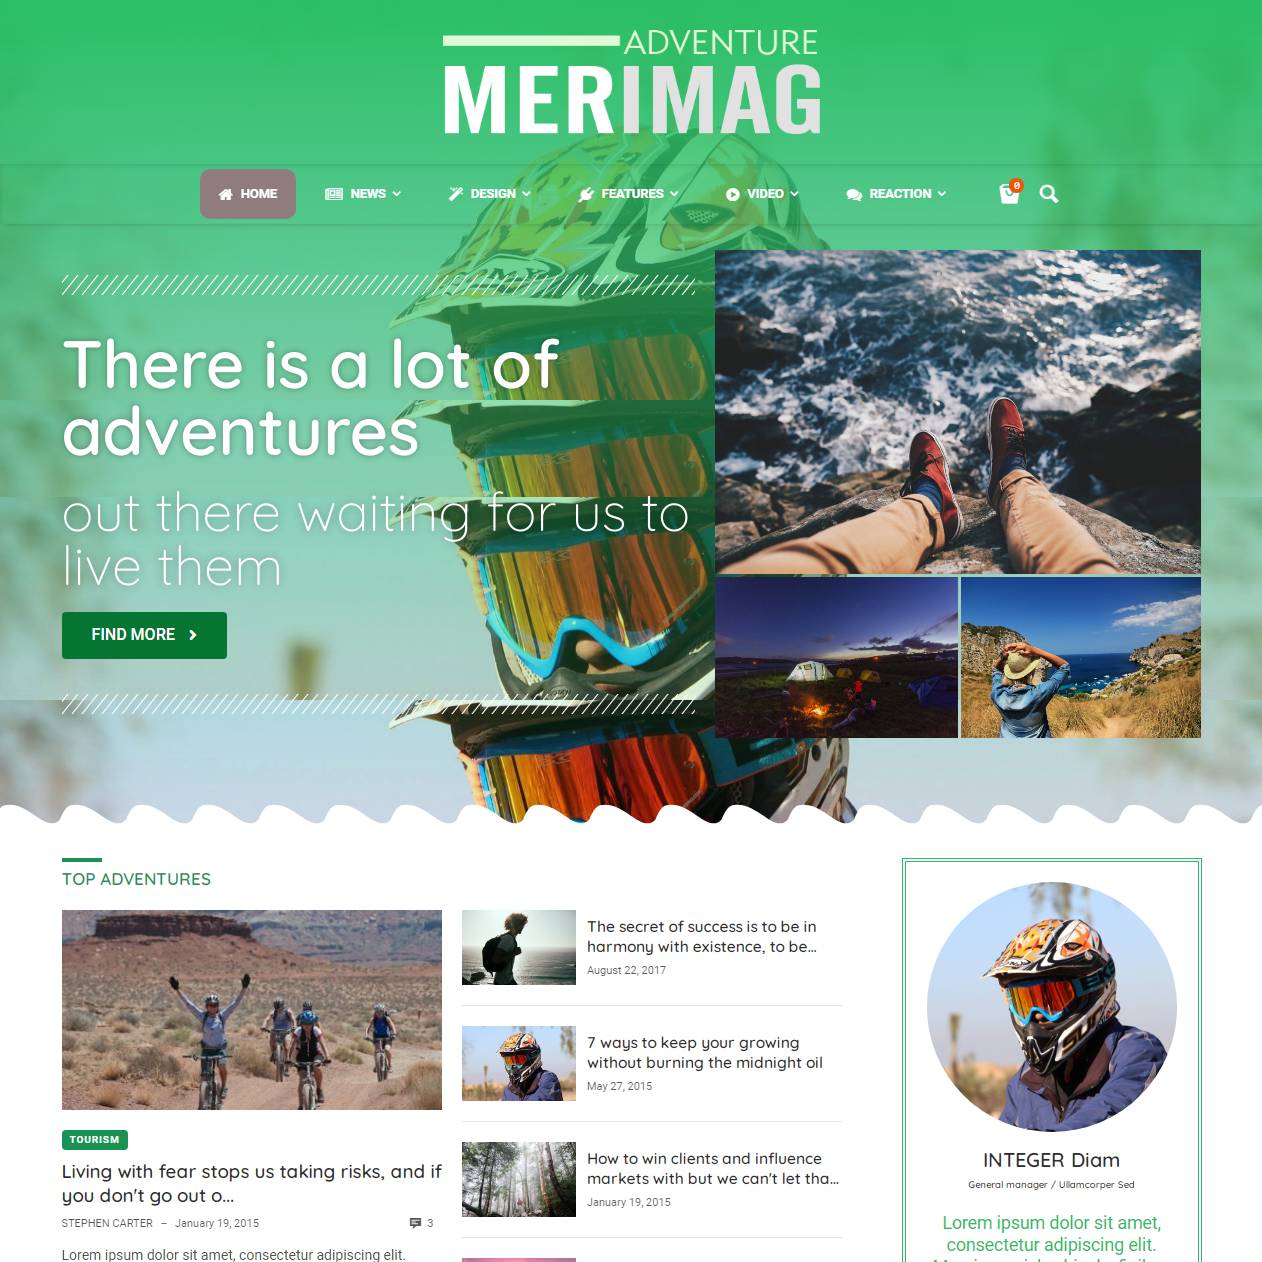 ADVENTURE
MERIMAG
HOME
NEWS
DESIGN
FEATURES
VIDEO
REACTION
0
There is a lot of
adventures
out there waiting for us to
live them
FIND MORE
TOP ADVENTURES
TOURISM
Living with fear stops us taking risks, and if
you don't go out o...
STEPHEN CARTER – January 19, 2015
3
Lorem ipsum dolor sit amet, consectetur adipiscing elit.
The secret of success is to be in
harmony with existence, to be...
August 22, 2017
7 ways to keep your growing
without burning the midnight oil
May 27, 2015
How to win clients and influence
markets with but we can't let tha...
January 19, 2015
INTEGER Diam
General manager / Ullamcorper Sed
Lorem ipsum dolor sit amet,
consectetur adipiscing elit.